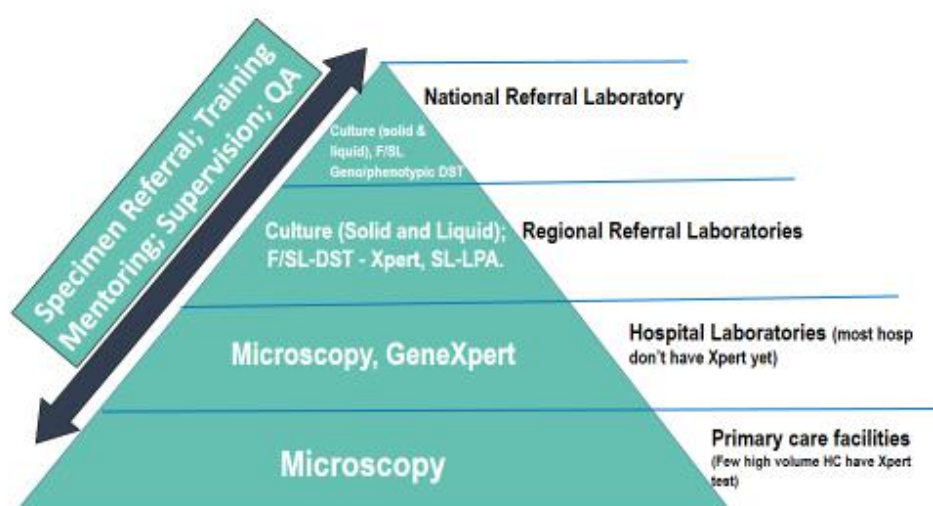 Specimen Referral; Training
Mentoring; Supervision; QA
National Referral Laboratory
Culture (solid &
liquid), F/SL
Geno/phenotypic DST
Regional Referral Laboratories
Culture (Solid and Liquid);
F/SL-DST - Xpert, SL-LPA.
Hospital Laboratories (most hosp
don't have Xpert yet)
Microscopy, GeneXpert
Primary care facilities
(Few high volume HC have Xpert
test)
Microscopy